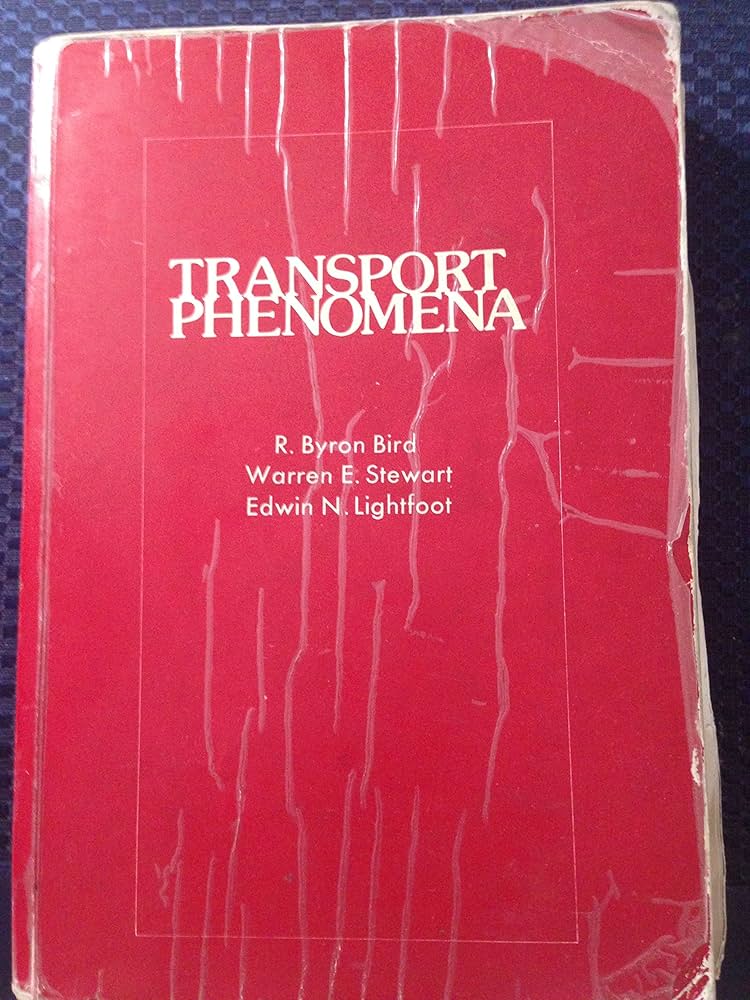 TRANSPORT
PHENOMENA
R. Byron Bird
Warren E. Stewart
Edwin N. Lightfoot